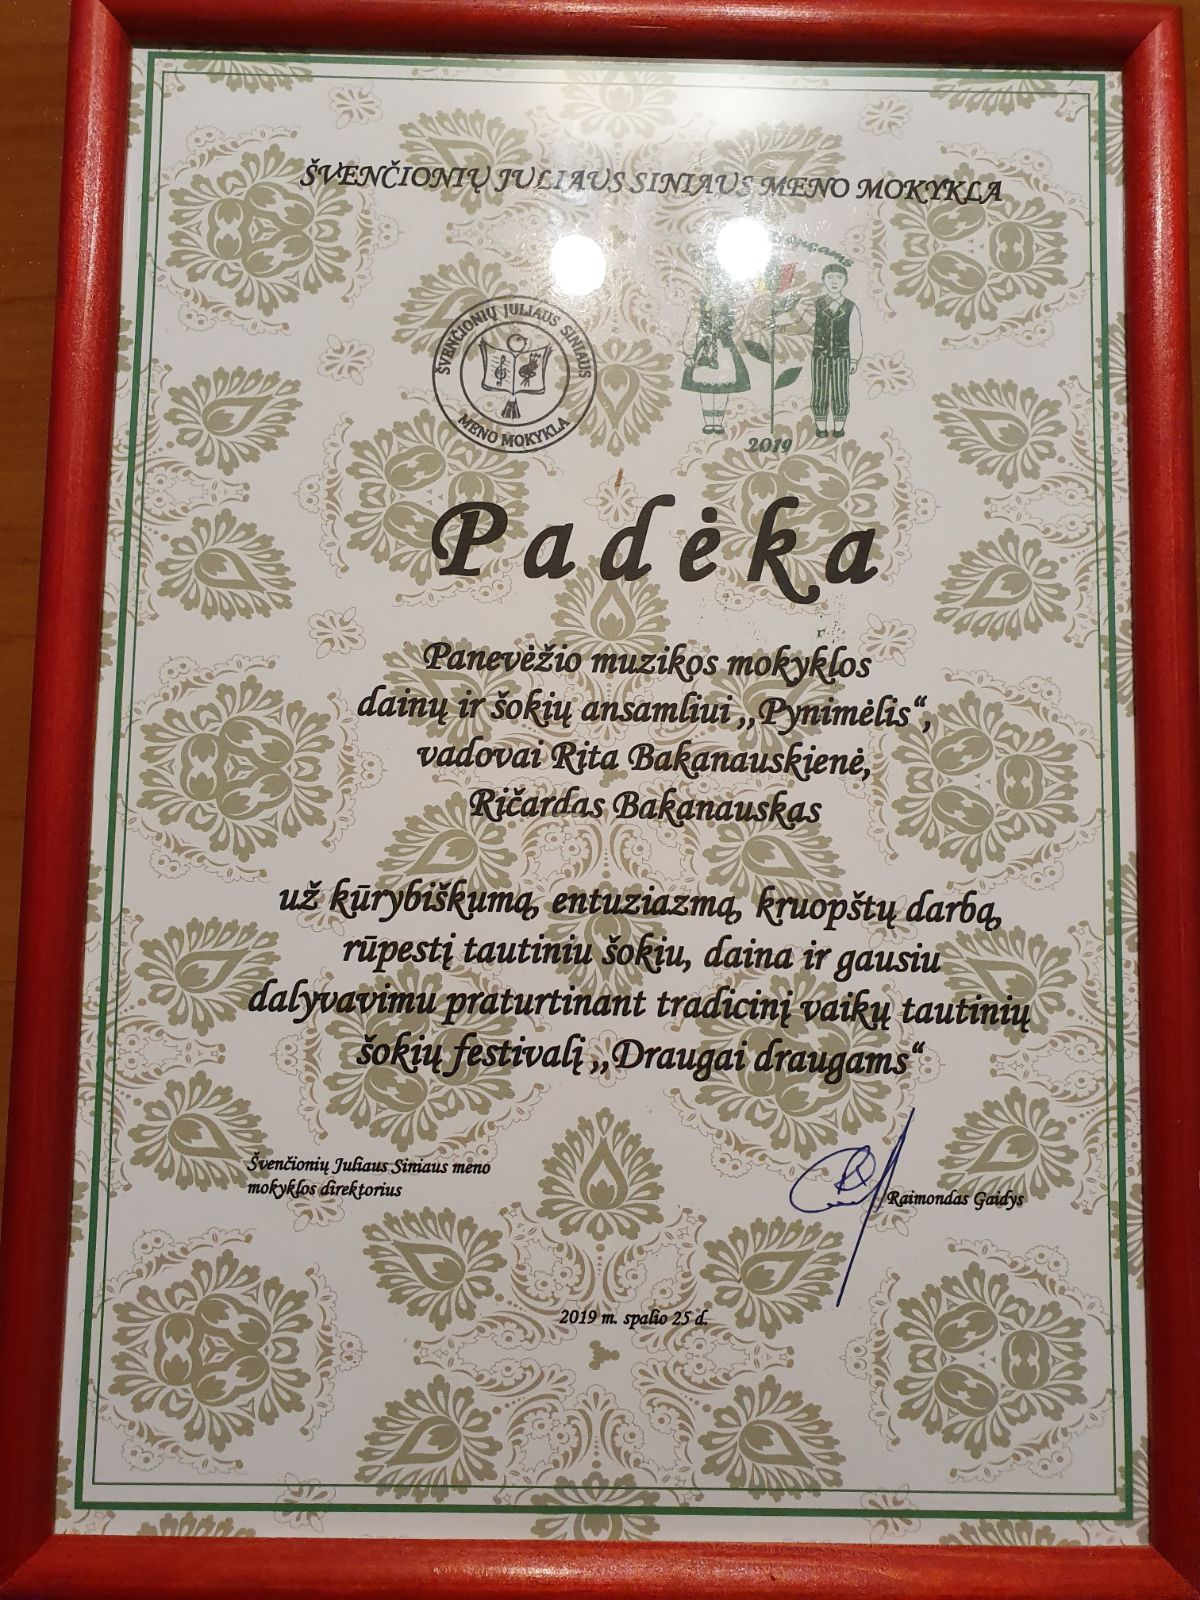 ŠVENČIONIŲ JULIAUS SINIAUS MENO MOKYKLA
draugams
ŠVENČIONIŲ JULIAUS SINIAUS
MENO MOKYKLA
2019
Padėka
Panevėžio muzikos mokyklos
dainų ir šokių ansamliui ,,Pynimėlis“,
vadovai Rita Bakanauskienė,
Ričardas Bakanauskas
už kūrybiškumą, entuziazmą, kruopštų darbą,
rūpestį tautiniu šokiu, daina ir gausiu
dalyvavimu praturtinant tradicinį vaikų tautinių
šokių festivalį ,,Draugai draugams“
Švenčionių Juliaus Siniaus meno
mokyklos direktorius
Raimondas Gaidys
2019 m. spalio 25 d.